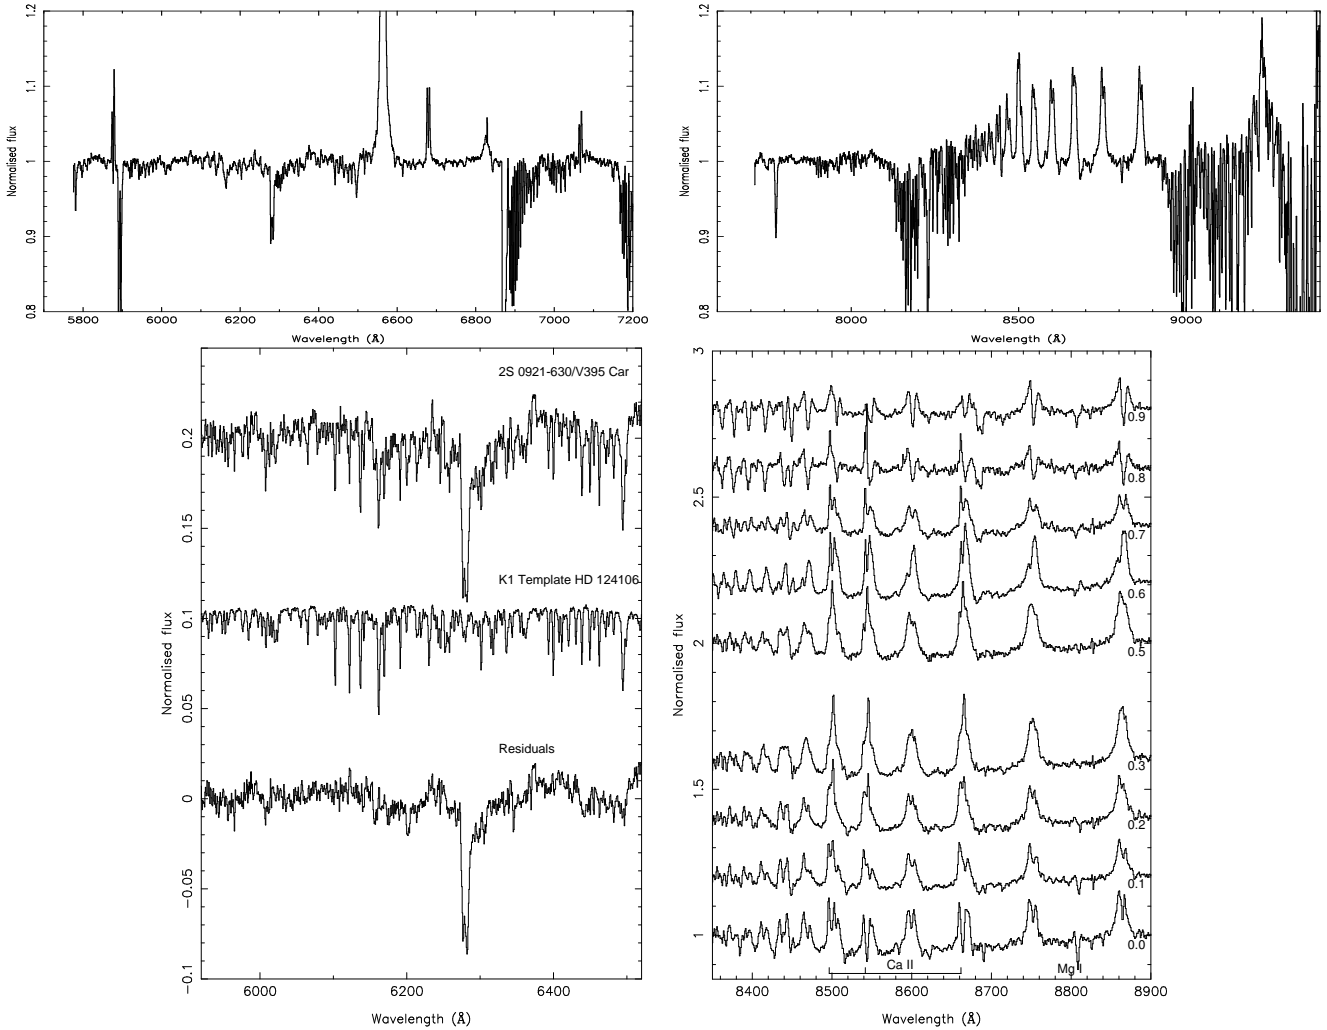 1.2
1.1
1
0.9
0.8
Normalised flux
5800 6000 6200 6400 6600 6800 7000 7200
Wavelength (Å)
1.2
1.1
1
0.9
0.8
Normalised flux
8000 8500 9000
Wavelength (Å)
2S 0921-630/V395 Car
K1 Template HD 124106
Residuals
0.2
0.15
0.1
0.05
0
−0.05
−0.1
Normalised flux
6000 6200 6400
Wavelength (Å)
3
2.5
2
1.5
1
Normalised flux
0.9
0.8
0.7
0.6
0.5
0.3
0.2
0.1
0.0
Ca II
Mg I
8400 8500 8600 8700 8800 8900
Wavelength (Å)